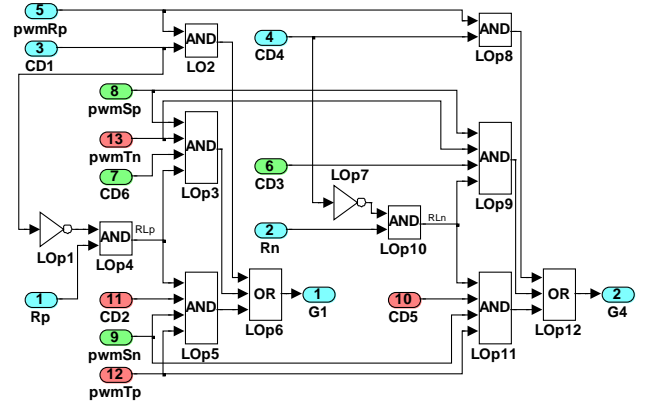 5
pwmRp
3
CD1
AND
LO2
4
CD4
AND
LOp8
8
pwmSp
13
pwmTn
7
CD6
AND
LOp3
6
CD3
AND
LOp9
LOp7
2
Rn
AND
LOp10
RLn
LOp1
AND
LOp4
RLp
1
Rp
11
CD2
9
pwmSn
12
pwmTp
AND
LOp5
OR
LOp6
1
G1
10
CD5
AND
LOp11
OR
LOp12
2
G4